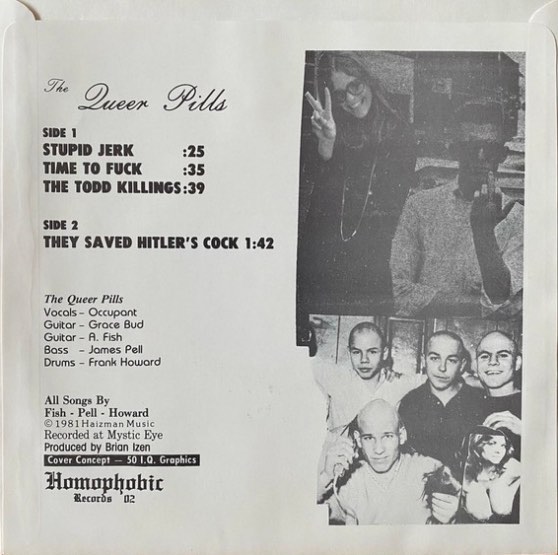 The Queer Pills
SIDE 1
STUPID JERK :25
TIME TO FUCK :35
THE TODD KILLINGS :39
SIDE 2
THEY SAVED HITLER'S COCK 1:42
The Queer Pills
Vocals – Occupant
Guitar – Grace Bud
Guitar – A. Fish
Bass – James Pell
Drums – Frank Howard
All Songs By
Fish - Pell - Howard
© 1981 Haizman Music
Recorded at Mystic Eye
Produced by Brian Izen
Cover Concept — 50 I.Q. Graphics
Homophobic
Records 02